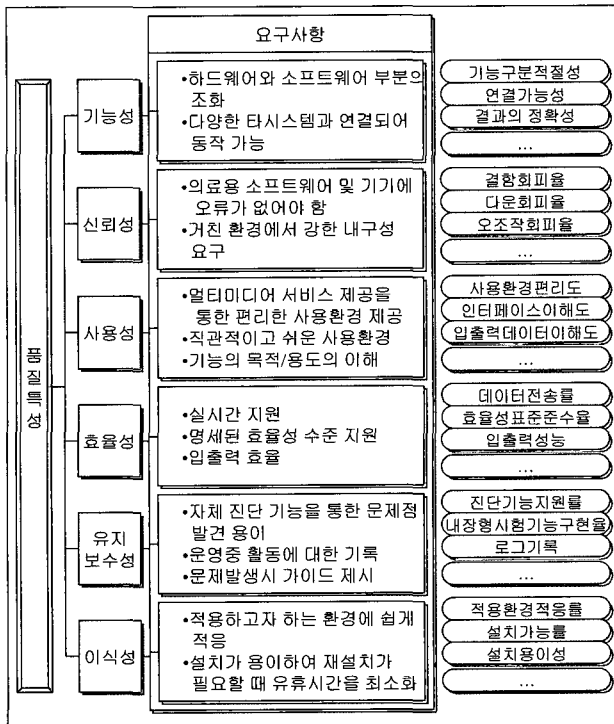 요구사항
품질특성
기능성
•하드웨어와 소프트웨어 부분의
조화
•다양한 타시스템과 연결되어
동작 가능
기능구분적절성
연결가능성
결과의 정확성
...
신뢰성
•의료용 소프트웨어 및 기기에
오류가 없어야 함
•거친 환경에서 강한 내구성
요구
결함회피율
다운회피율
오조작회피율
...
사용성
•멀티미디어 서비스 제공을
통한 편리한 사용환경 제공
•직관적이고 쉬운 사용환경
•기능의 목적/용도의 이해
사용환경편리도
인터페이스이해도
입출력데이터이해도
...
효율성
•실시간 지원
•명세된 효율성 수준 지원
•입출력 효율
데이터전송률
효율성표준준수율
입출력성능
...
유지
보수성
•자체 진단 기능을 통한 문제점
발견 용이
•운영중 활동에 대한 기록
•문제발생시 가이드 제시
진단기능지원률
내장형시험기능구현율
로그기록
...
이식성
•적용하고자 하는 환경에 쉽게
적응
•설치가 용이하여 재설치가
필요할 때 유휴시간을 최소화
적용환경적응률
설치가능률
설치용이성
...